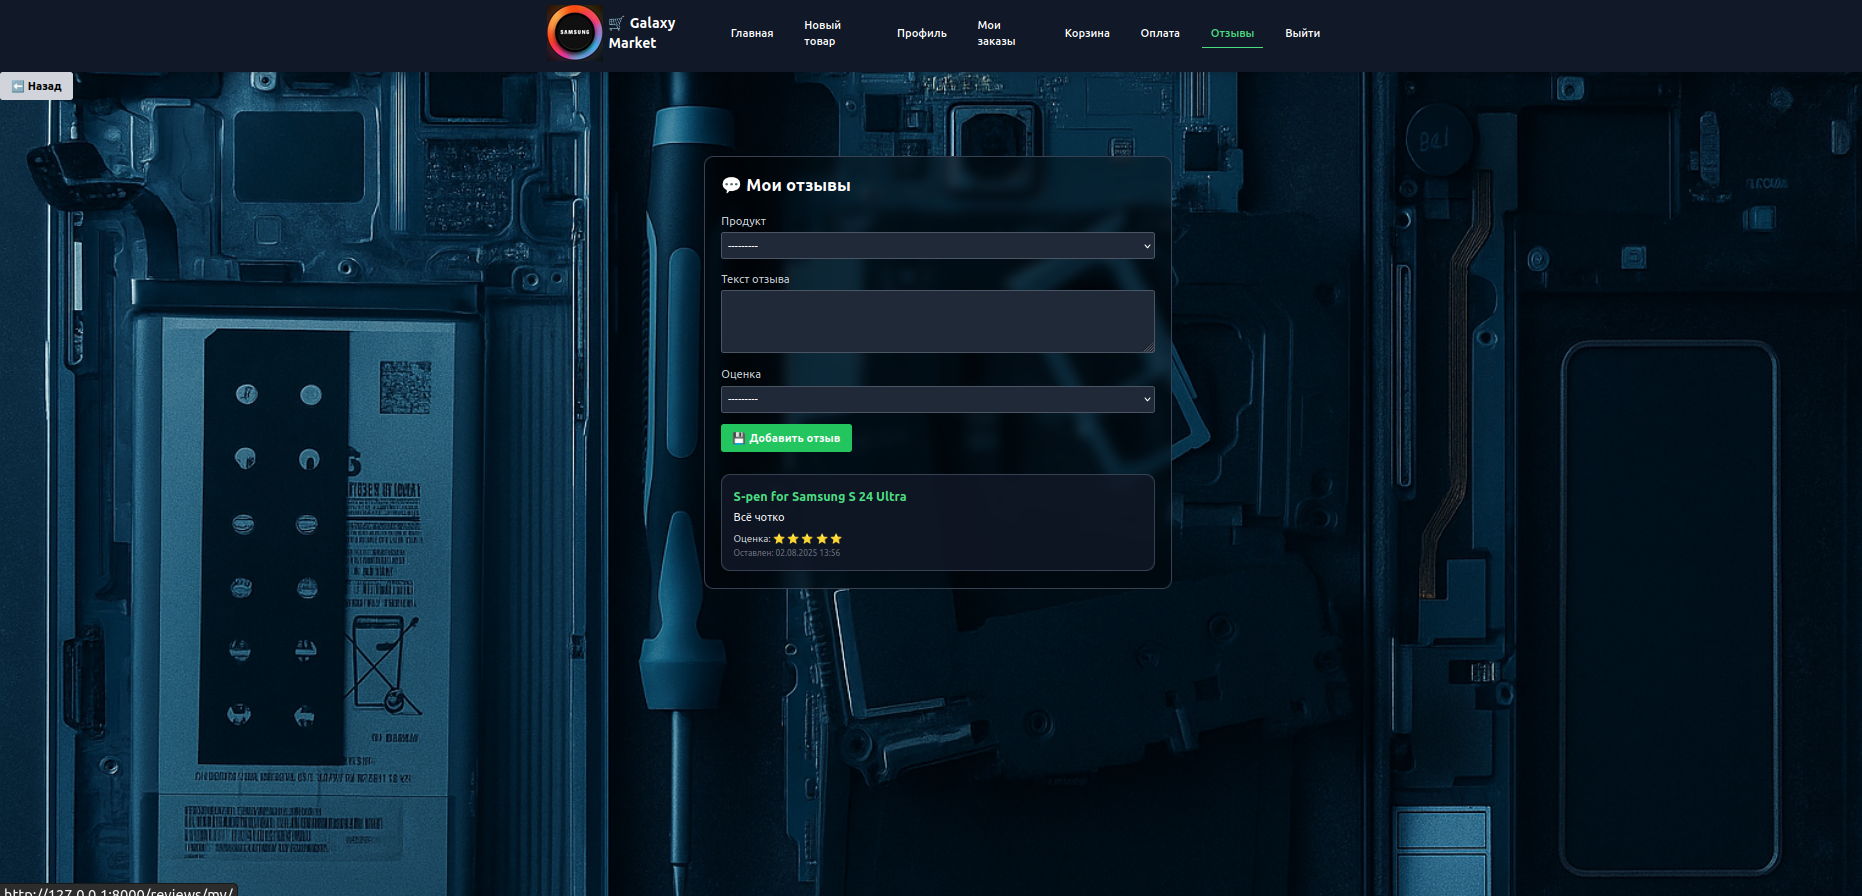 SAMSUNG
🛒 Galaxy
Market
Главная
Новый
товар
Профиль
Мои
заказы
Корзина
Оплата
Отзывы
Выйти
⬅️ Назад
Bal
💬 Мои отзывы
Продукт
---------
Текст отзыва
Оценка
---------
💾 Добавить отзыв
S-pen for Samsung S 24 Ultra
Всё чотко
Оценка: ⭐⭐⭐⭐⭐
Оставлен: 02.08.2025 13:56
http://127.0.0.1:8000/reviews/my/